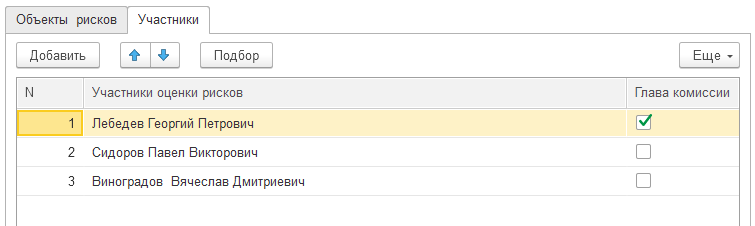 Объекты рисков Участники
Добавить Подбор Еще
N Участники оценки рисков Глава комиссии
1 Лебедев Георгий Петрович
2 Сидоров Павел Викторович
3 Виноградов Вячеслав Дмитриевич